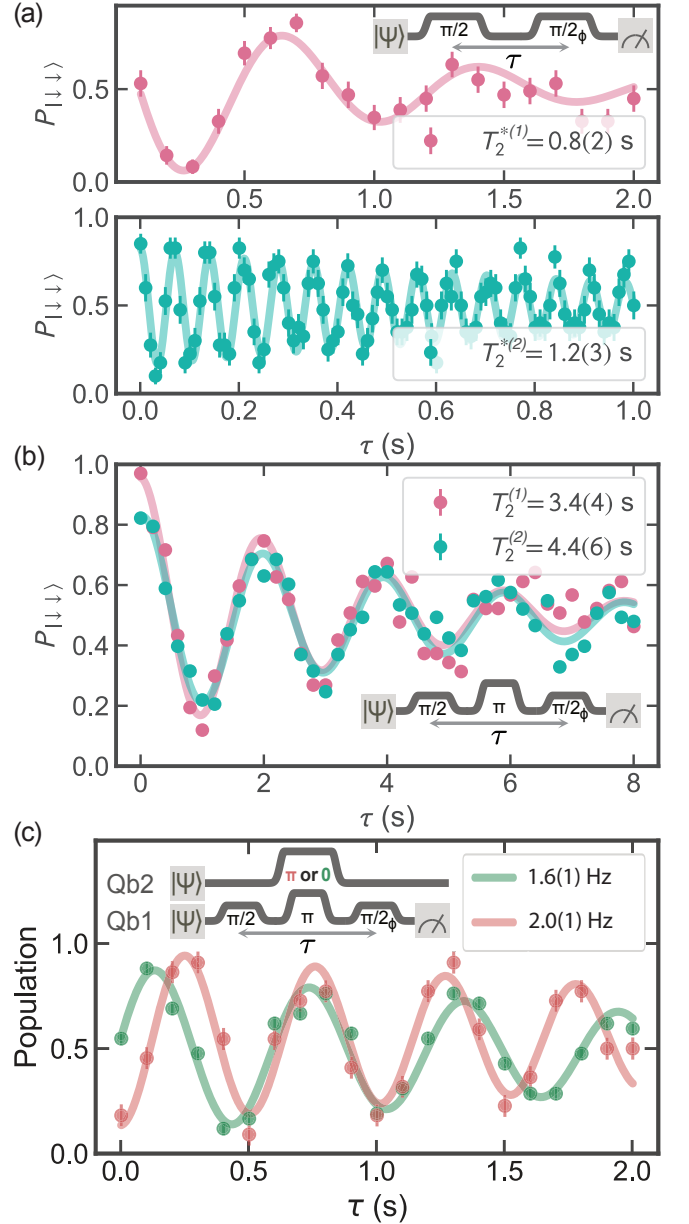 (a)
|Ψ⟩ π/2 π/2ϕ
τ
P|↓↓⟩
0.5
0.0
T2*(1)=0.8(2) s
0.5 1.0 1.5 2.0
P|↓↓⟩
1.0
0.5
0.0
T2*(2)=1.2(3) s
0.0 0.2 0.4 0.6 0.8 1.0
τ (s)
(b)
P|↓↓⟩
1.0
0.8
0.6
0.4
0.2
0.0
T2(1)=3.4(4) s
T2(2)=4.4(6) s
|Ψ⟩ π/2 π π/2ϕ
τ
0 2 4 6 8
τ (s)
(c)
Qb2 |Ψ⟩ π or 0
Qb1 |Ψ⟩ π/2 π π/2ϕ
τ
1.6(1) Hz
2.0(1) Hz
Population
1.0
0.5
0.0
0.0 0.5 1.0 1.5 2.0
τ (s)